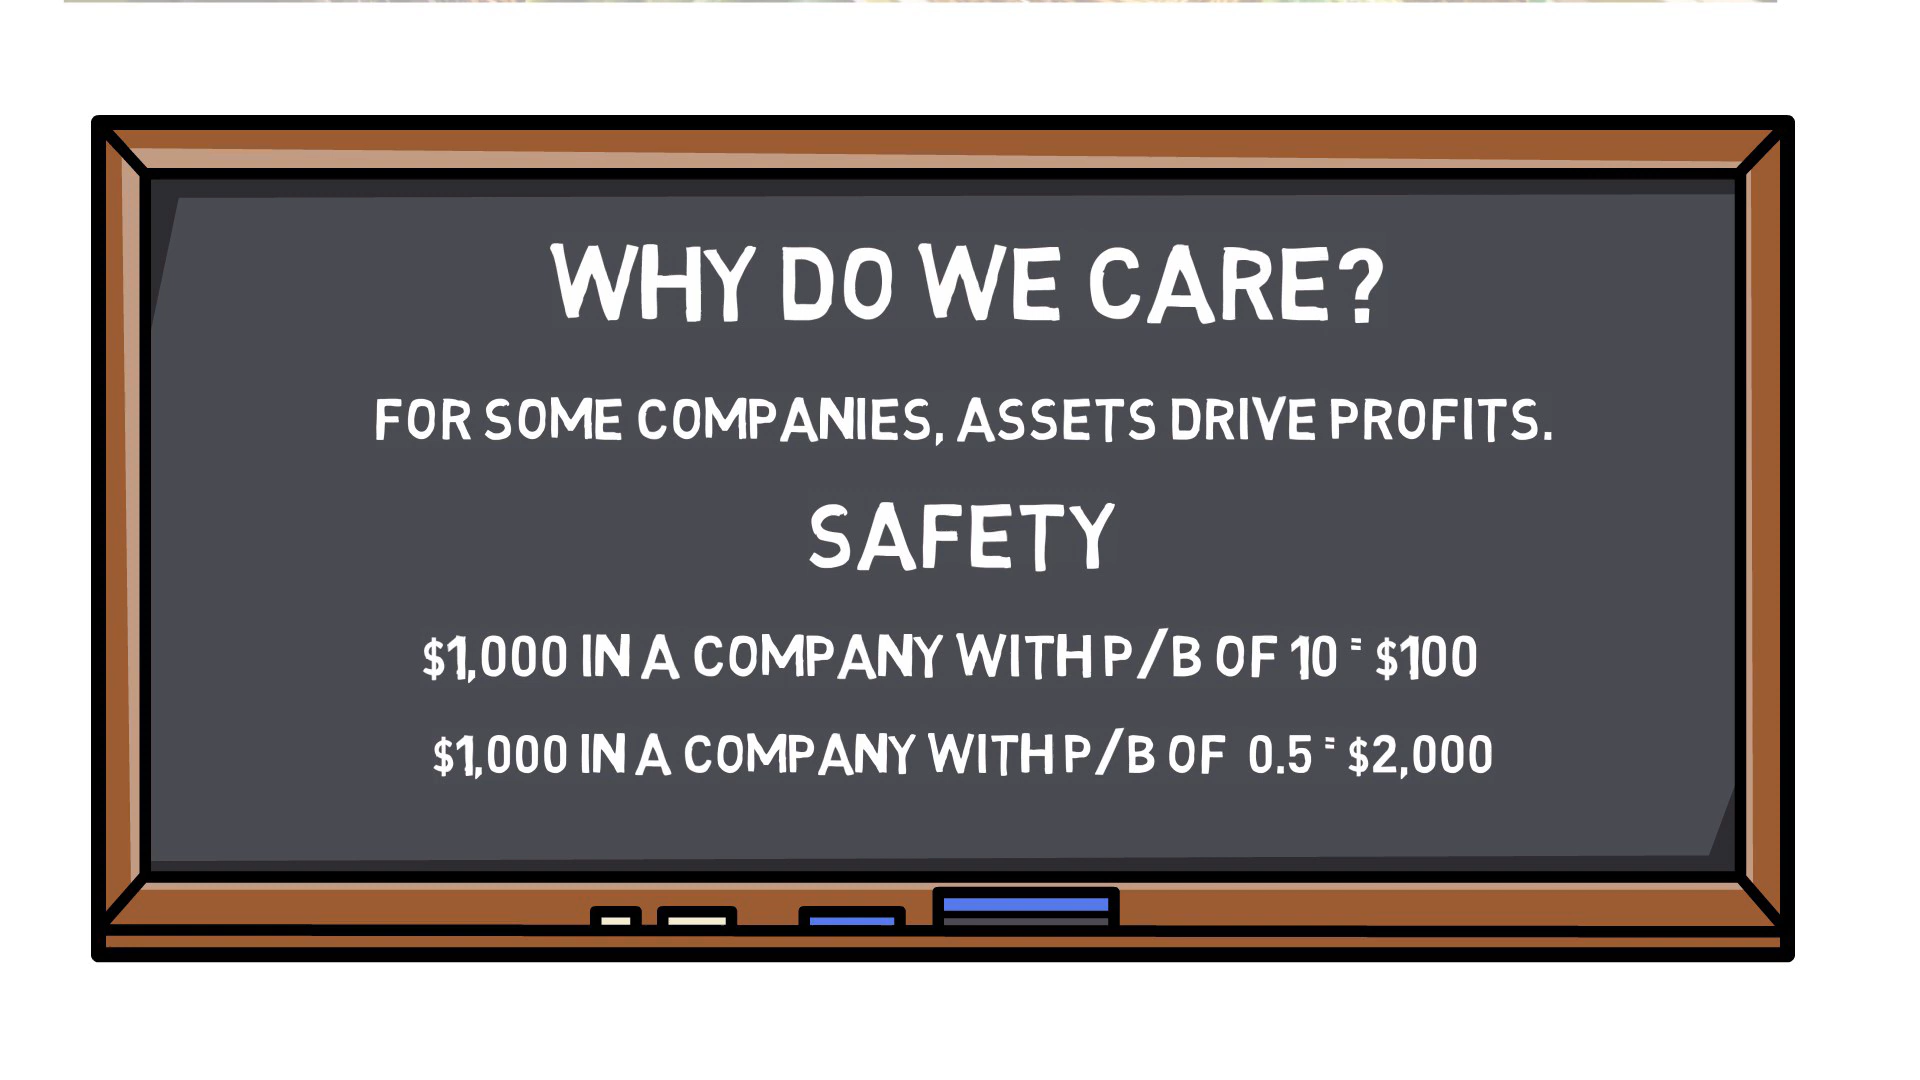 WHY DO WE CARE?
FOR SOME COMPANIES, ASSETS DRIVE PROFITS.
SAFETY
$1,000 IN A COMPANY WITH P/B OF 10 = $100
$1,000 IN A COMPANY WITH P/B OF 0.5 = $2,000